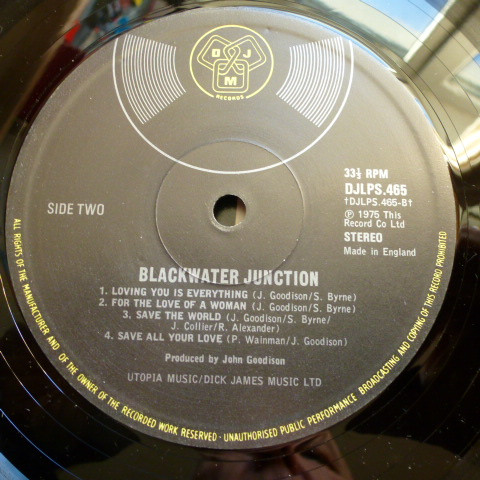 D J
M
RECORDS
33⅓ RPM
DJLPS.465
†DJLPS.465-B†
Ⓟ 1975 This
Record Co Ltd
STEREO
Made in England
SIDE TWO
BLACKWATER JUNCTION
1. LOVING YOU IS EVERYTHING (J. Goodison/S. Byrne)
2. FOR THE LOVE OF A WOMAN (J. Goodison/S. Byrne)
3. SAVE THE WORLD (J. Goodison/S. Byrne/
J. Collier/R. Alexander)
4. SAVE ALL YOUR LOVE (P. Wainman/J. Goodison)
Produced by John Goodison
UTOPIA MUSIC/DICK JAMES MUSIC LTD
ALL RIGHTS OF THE MANUFACTURER AND OF THE OWNER OF THE RECORDED WORK RESERVED · UNAUTHORISED PUBLIC PERFORMANCE BROADCASTING AND COPYING OF THIS RECORD PROHIBITED